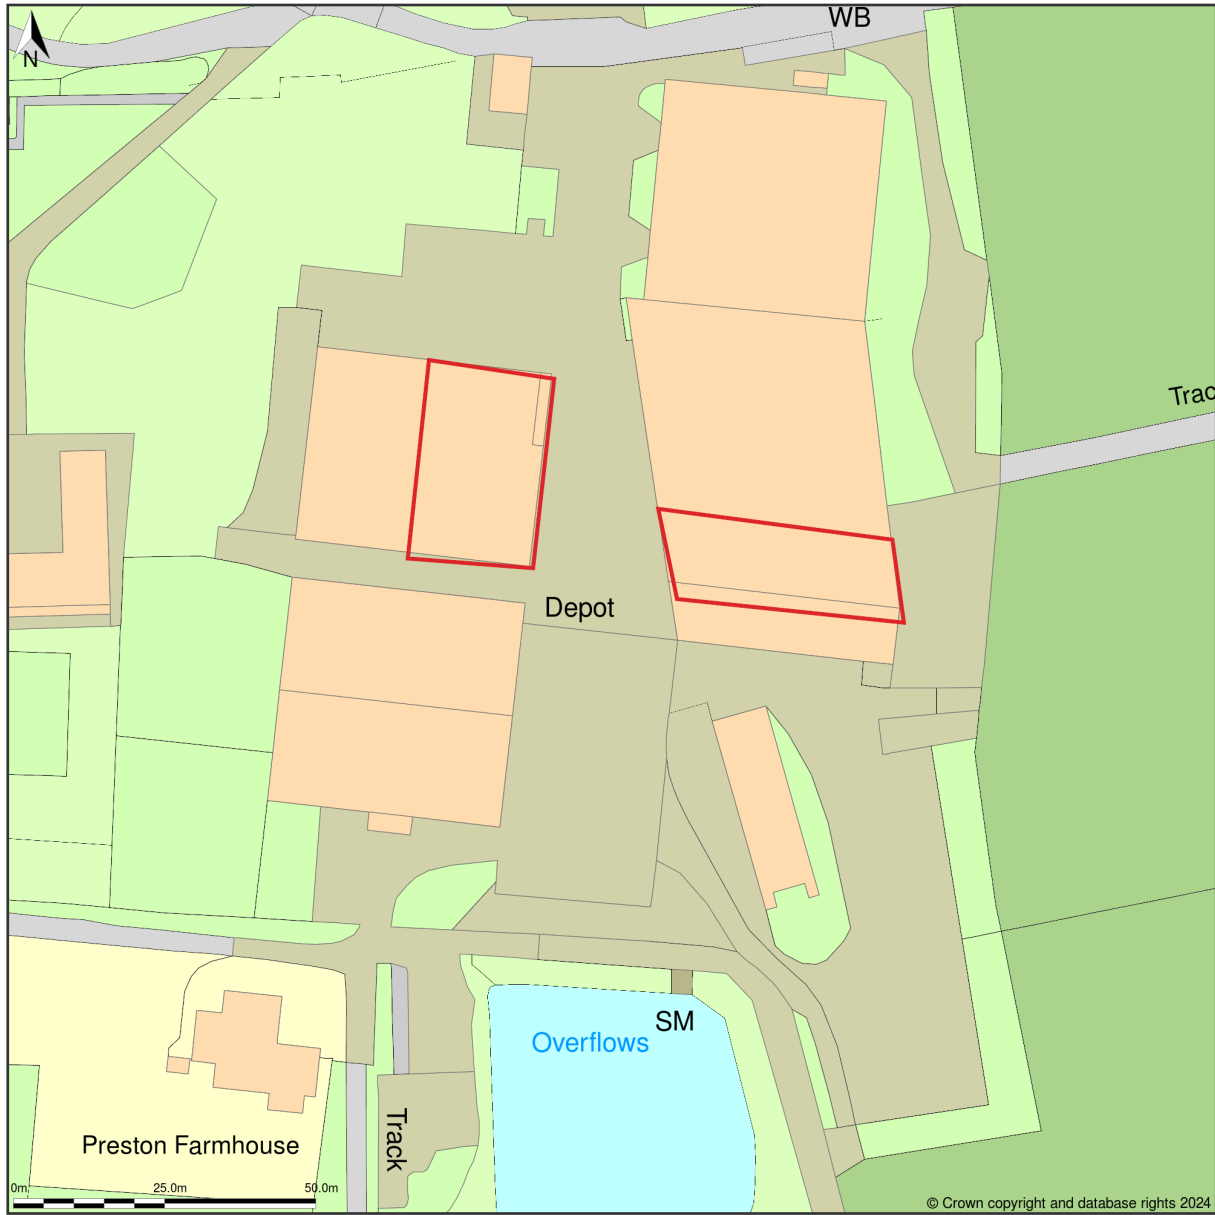 WB
N
Trac
Depot
SM
Overflows
Track
Preston Farmhouse
0m 25.0m 50.0m
© Crown copyright and database rights 2024